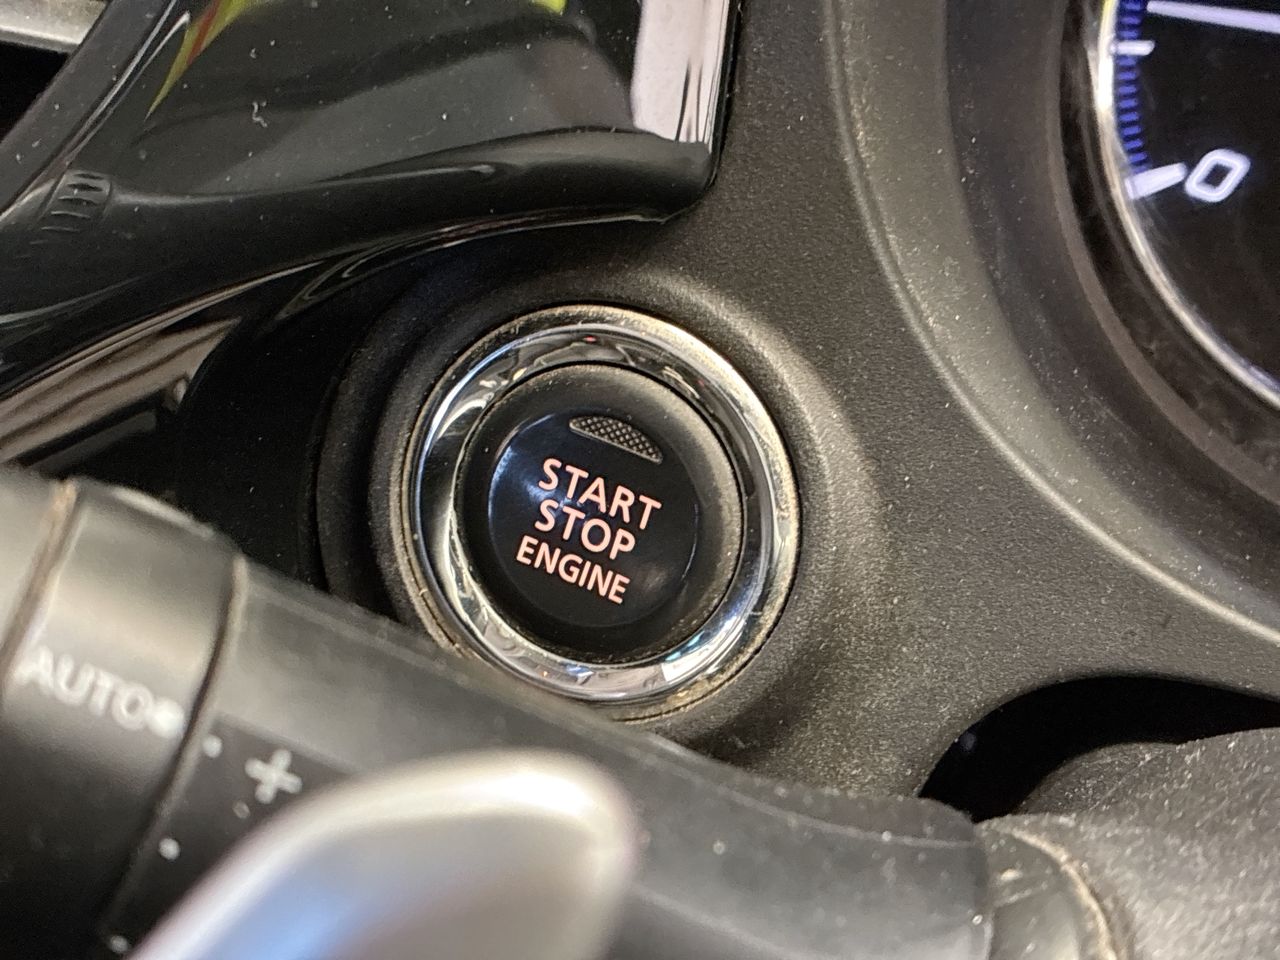 0
START
STOP
ENGINE
AUTO
+